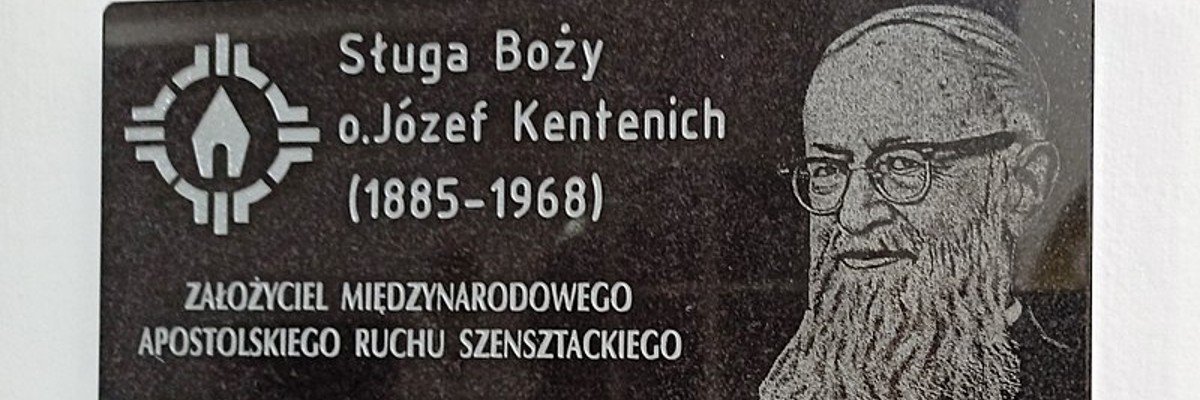 Sługa Boży
o.Józef Kentenich
(1885-1968)
ZAŁOŻYCIEL MIĘDZYNARODOWEGO
APOSTOLSKIEGO RUCHU SZENSZTACKIEGO